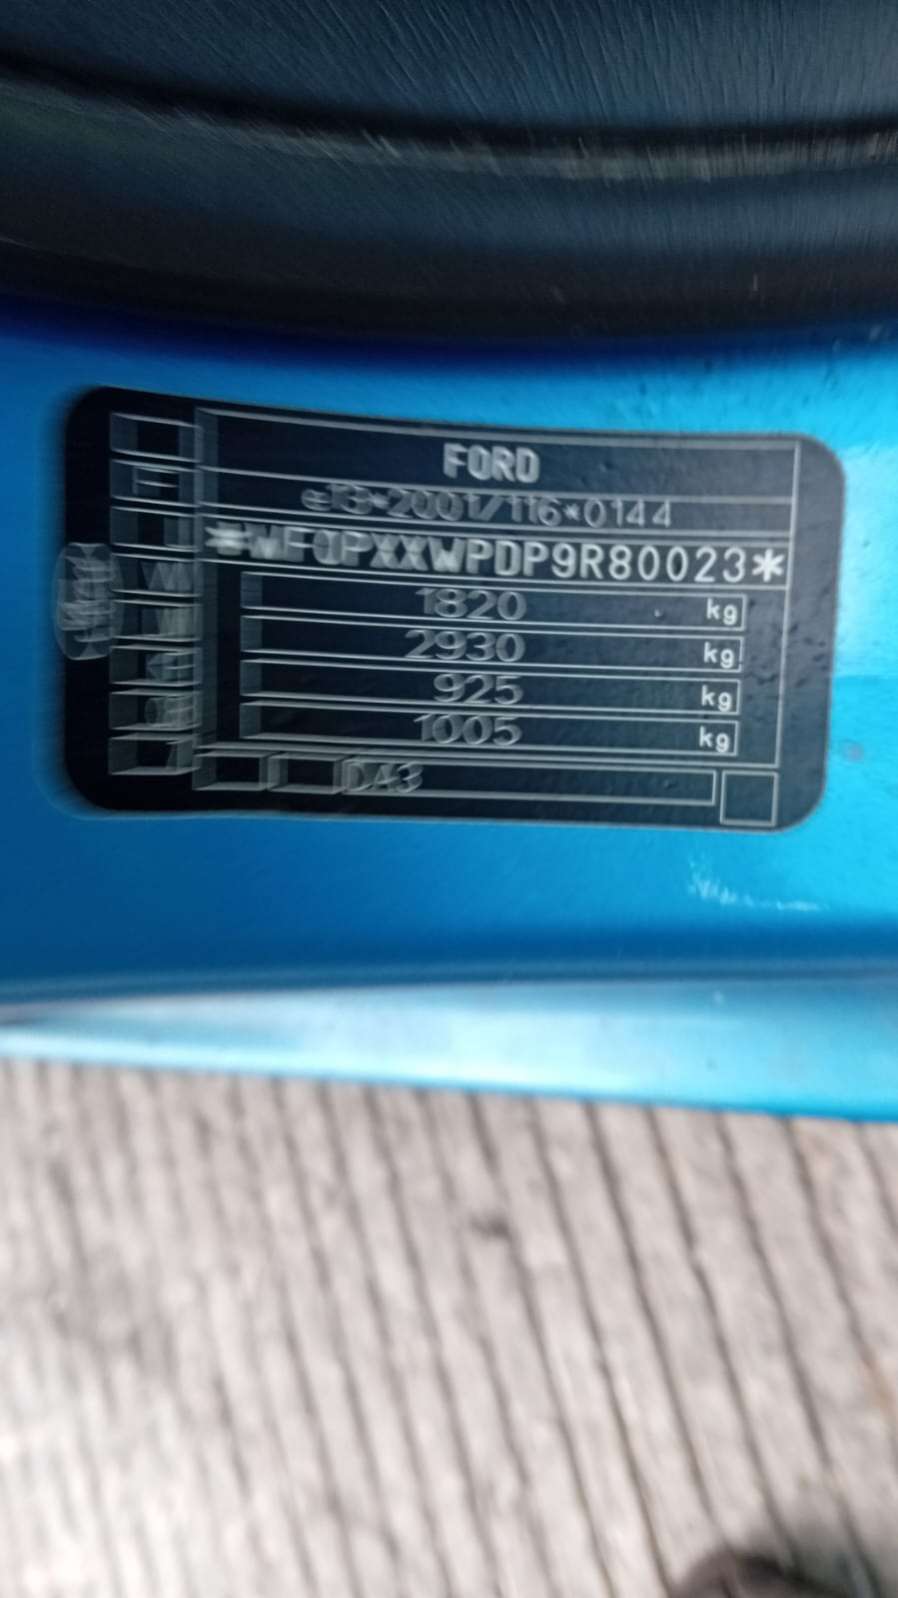 FORD
e13*2001/116*0144
*WF0PXXWPDP9R80023*
1820 kg
2930 kg
925 kg
1005 kg
DA3